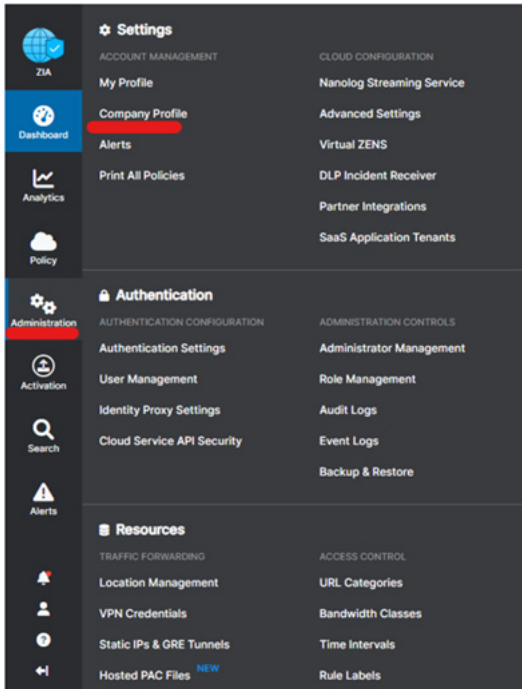 ZIA
Dashboard
Analytics
Policy
Administration
Activation
Search
Alerts
Settings
ACCOUNT MANAGEMENT
My Profile
Company Profile
Alerts
Print All Policies
CLOUD CONFIGURATION
Nanolog Streaming Service
Advanced Settings
Virtual ZENS
DLP Incident Receiver
Partner Integrations
SaaS Application Tenants
Authentication
AUTHENTICATION CONFIGURATION
Authentication Settings
User Management
Identity Proxy Settings
Cloud Service API Security
ADMINISTRATION CONTROLS
Administrator Management
Role Management
Audit Logs
Event Logs
Backup & Restore
Resources
TRAFFIC FORWARDING
Location Management
VPN Credentials
Static IPs & GRE Tunnels
Hosted PAC Files NEW
ACCESS CONTROL
URL Categories
Bandwidth Classes
Time Intervals
Rule Labels